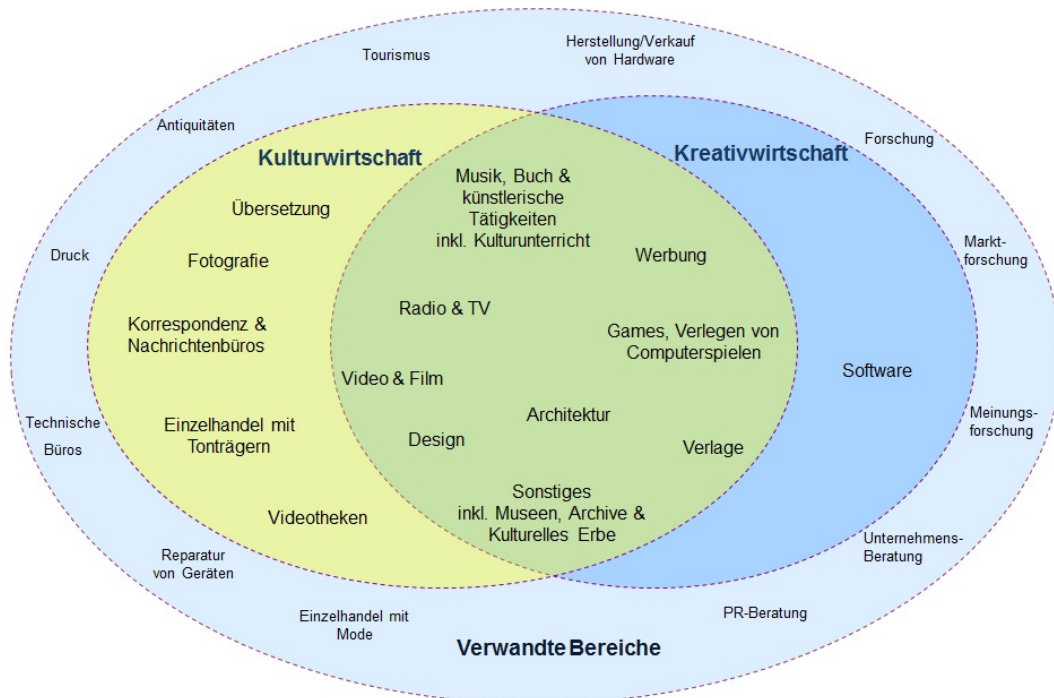 Tourismus
Herstellung/Verkauf
von Hardware
Antiquitäten
Forschung
Kulturwirtschaft
Kreativwirtschaft
Musik, Buch &
künstlerische
Tätigkeiten
inkl. Kulturunterricht
Übersetzung
Druck
Fotografie
Werbung
Markt-
forschung
Radio & TV
Korrespondenz &
Nachrichtenbüros
Games, Verlegen von
Computerspielen
Video & Film
Software
Technische
Büros
Einzelhandel mit
Tonträgern
Architektur
Design
Verlage
Meinungs-
forschung
Videotheken
Sonstiges
inkl. Museen, Archive &
Kulturelles Erbe
Reparatur
von Geräten
Unternehmens-
Beratung
Einzelhandel mit
Mode
PR-Beratung
Verwandte Bereiche